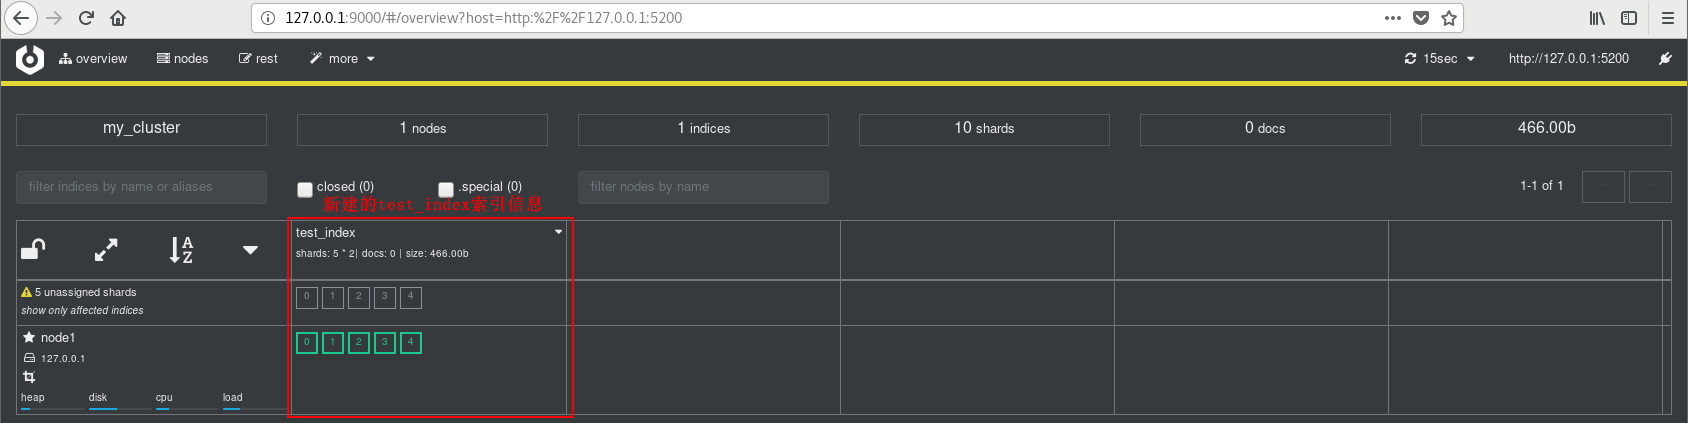 127.0.0.1:9000/#/overview?host=http:%2F%2F127.0.0.1:5200
overview nodes rest more 15sec http://127.0.0.1:5200
my_cluster 1 nodes 1 indices 10 shards 0 docs 466.00b
filter indices by name or aliases closed (0) .special (0) filter nodes by name 1-1 of 1
新建的test_index索引信息
test_index
shards: 5 * 2| docs: 0 | size: 466.00b
A
Z
5 unassigned shards 0 1 2 3 4
show only affected indices
node1 0 1 2 3 4
127.0.0.1
heap disk cpu load